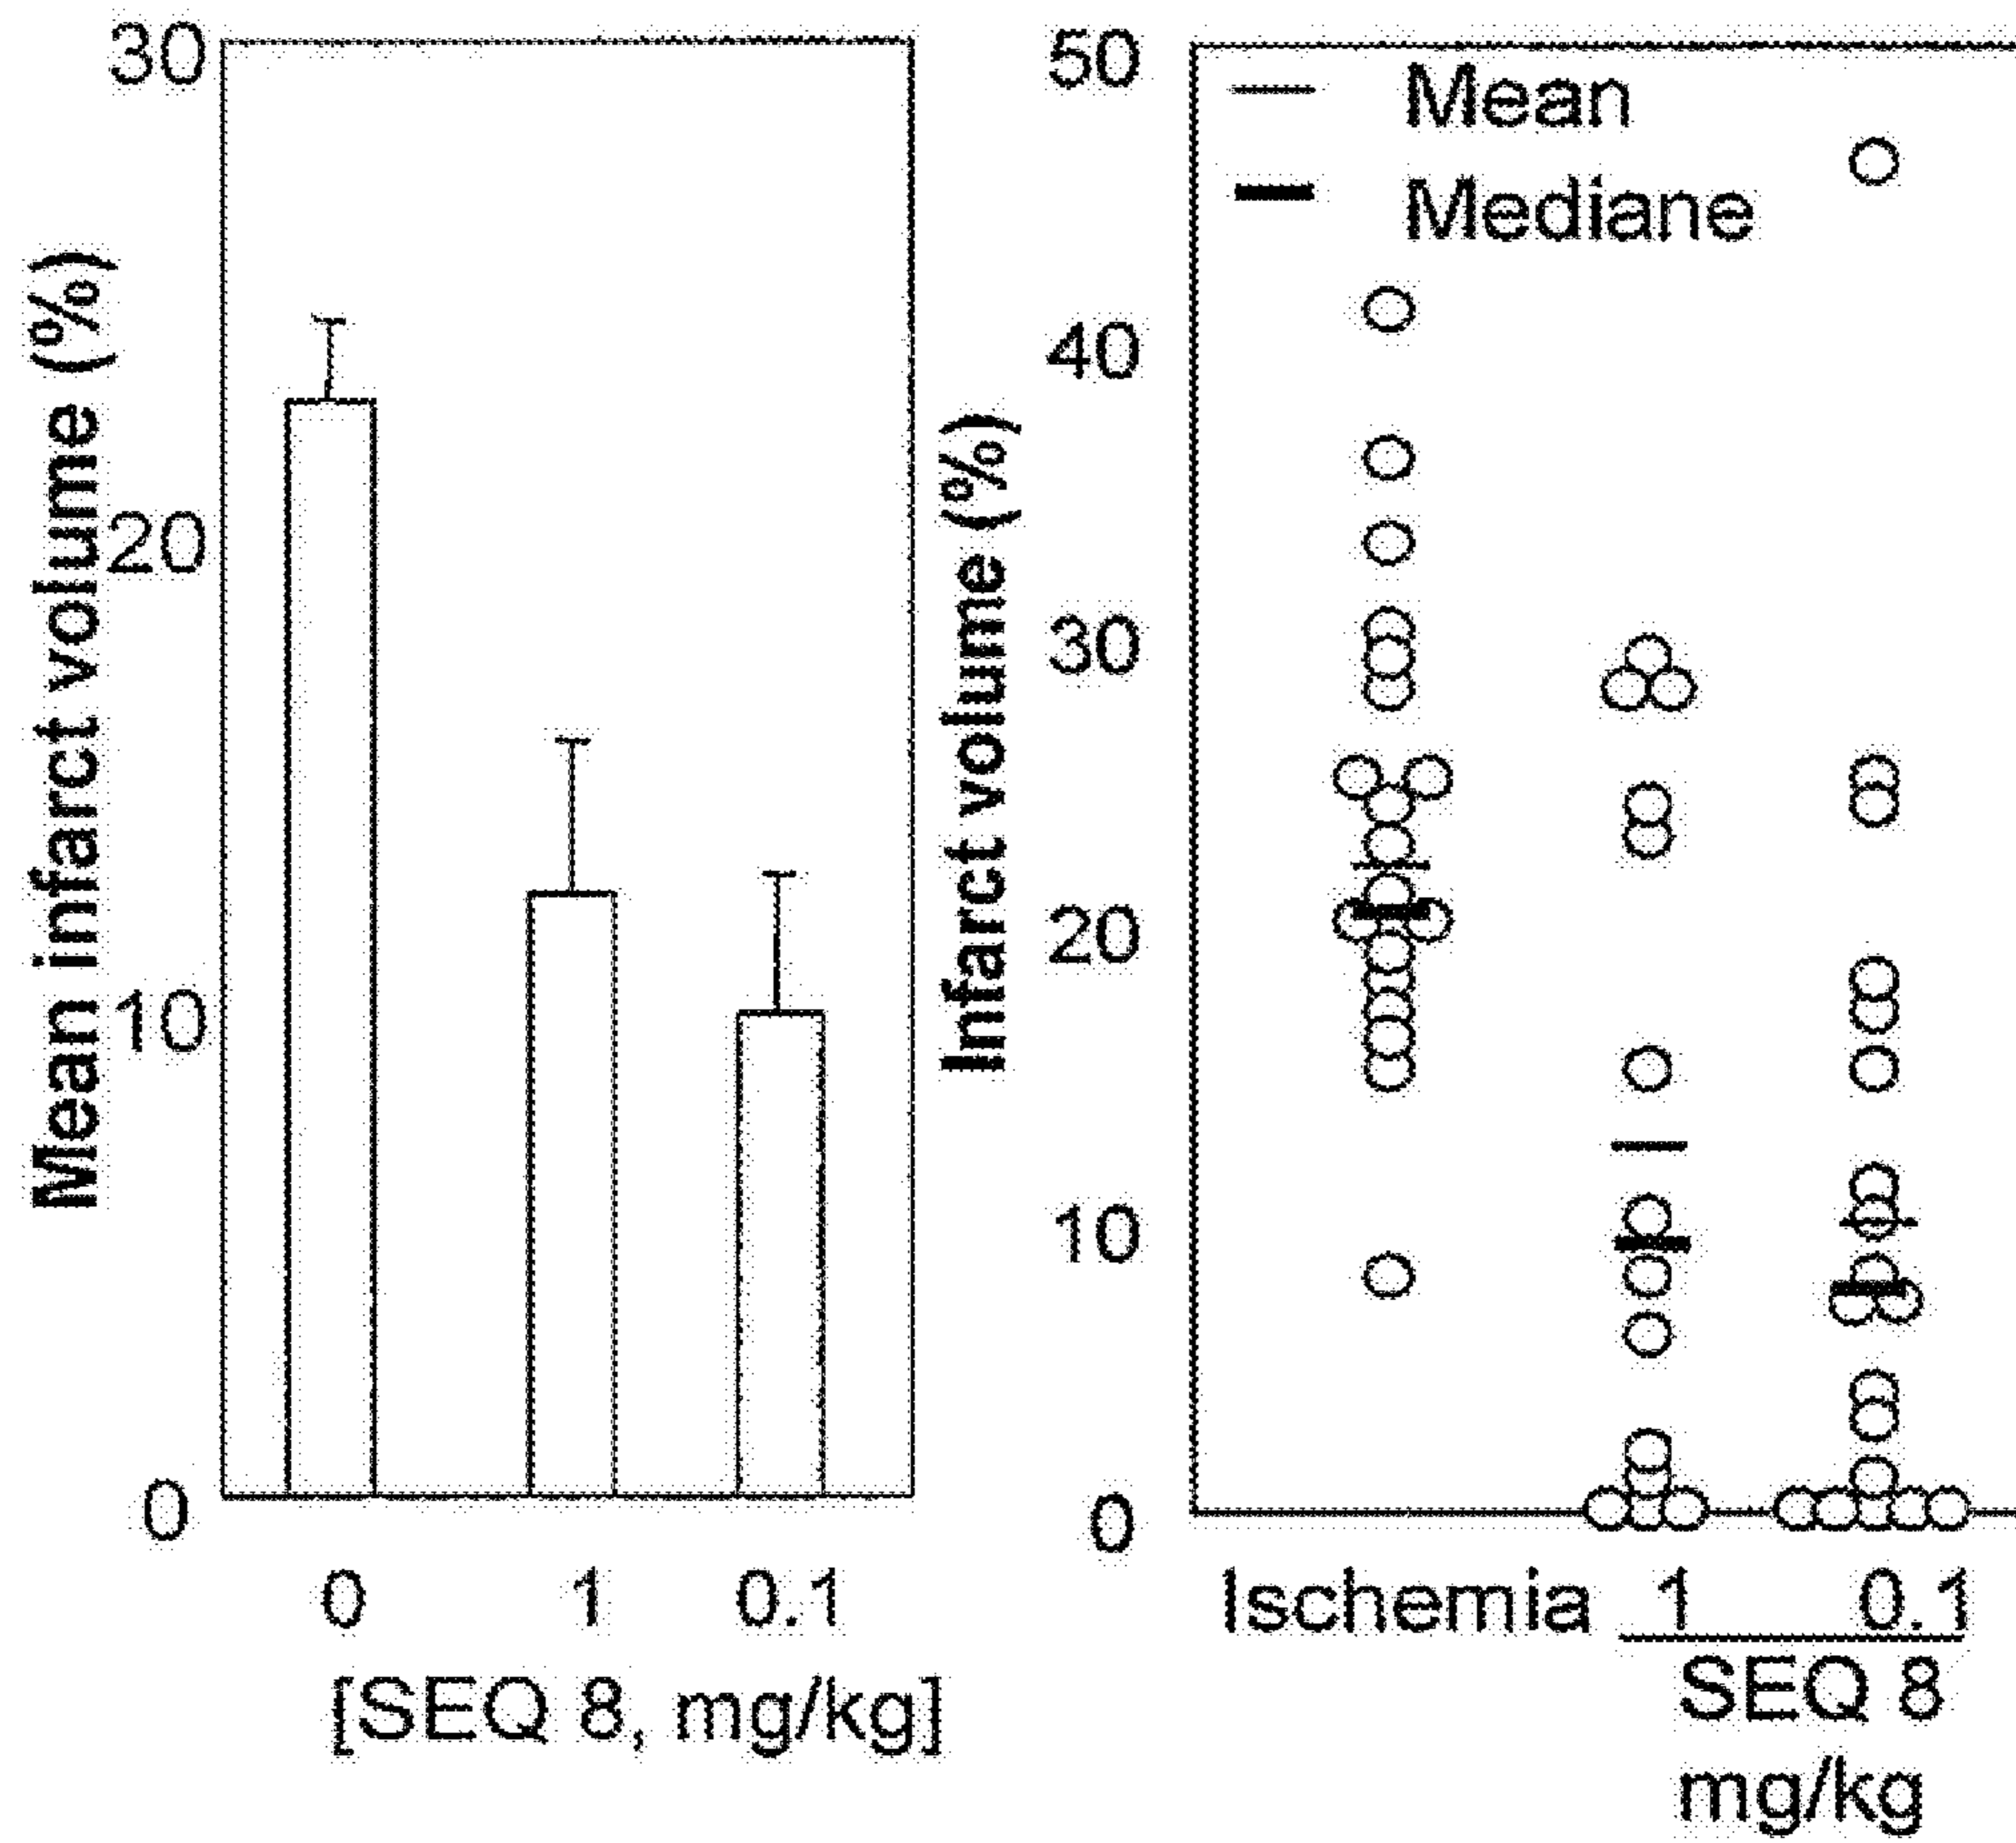 Mean infarct volume (%)
30
20
10
0
0 1 0.1
[SEQ 8, mg/kg]
Infarct volume (%)
50
40
30
20
10
0
Mean
Mediane
Ischemia 1 0.1
SEQ 8
mg/kg